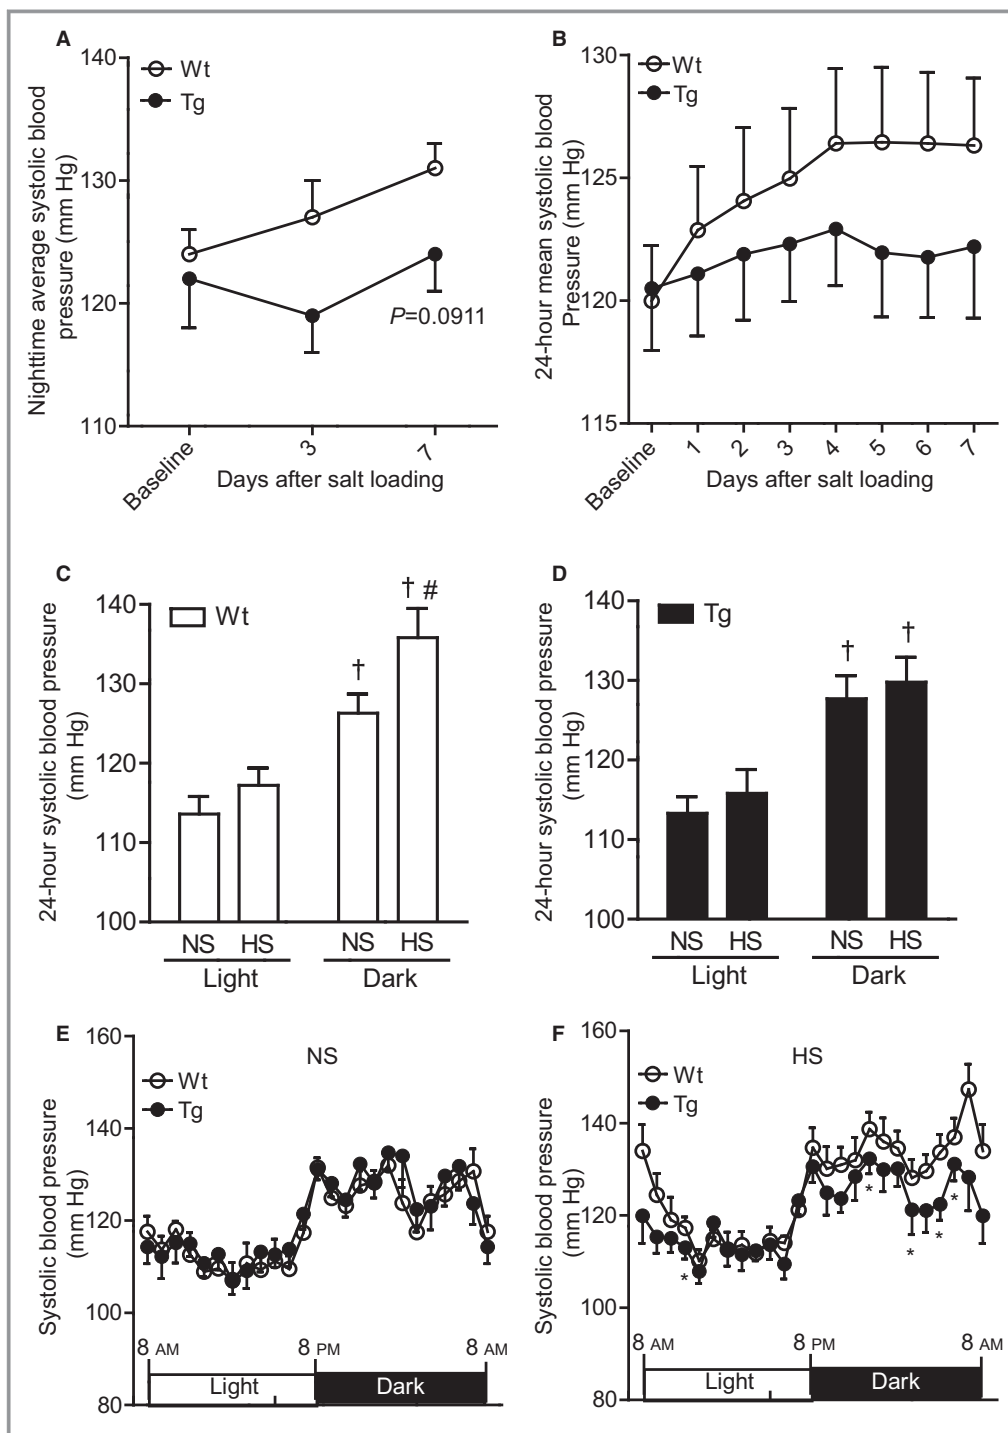 A
140
130
120
110
Nighttime average systolic blood
pressure (mm Hg)
Wt
Tg
P=0.0911
Baseline
3
7
Days after salt loading
B
130
125
120
115
24-hour mean systolic blood
Pressure (mm Hg)
Wt
Tg
Baseline
1
2
3
4
5
6
7
Days after salt loading
C
140
130
120
110
100
24-hour systolic blood pressure
(mm Hg)
Wt
†
† #
NS HS NS HS
Light Dark
D
140
130
120
110
100
24-hour systolic blood pressure
(mm Hg)
Tg
†
†
NS HS NS HS
Light Dark
E
160
140
120
100
80
Systolic blood pressure
(mm Hg)
NS
Wt
Tg
8 AM 8 PM 8 AM
Light Dark
F
160
140
120
100
80
Systolic blood pressure
(mm Hg)
HS
Wt
Tg
* * * * *
8 AM 8 PM 8 AM
Light Dark